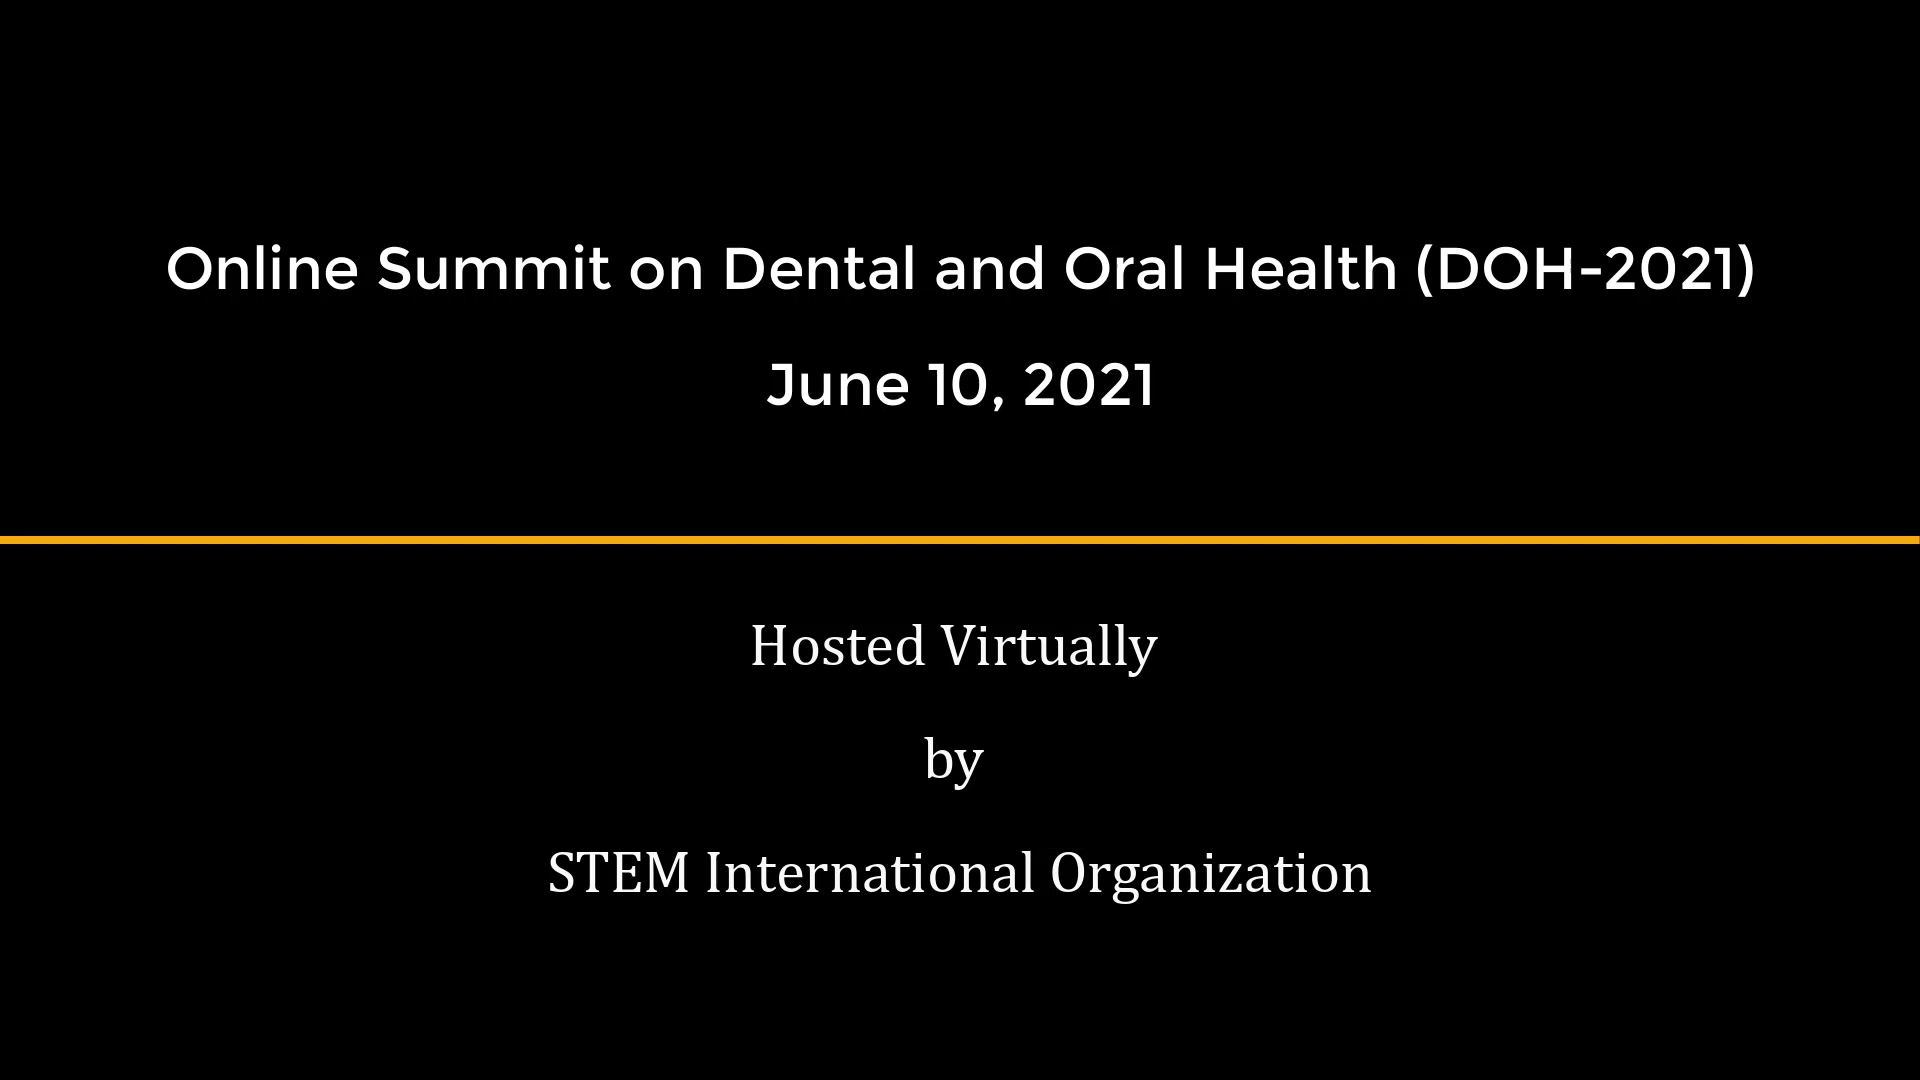 Online Summit on Dental and Oral Health (DOH-2021)
June 10, 2021
Hosted Virtually
by
STEM International Organization